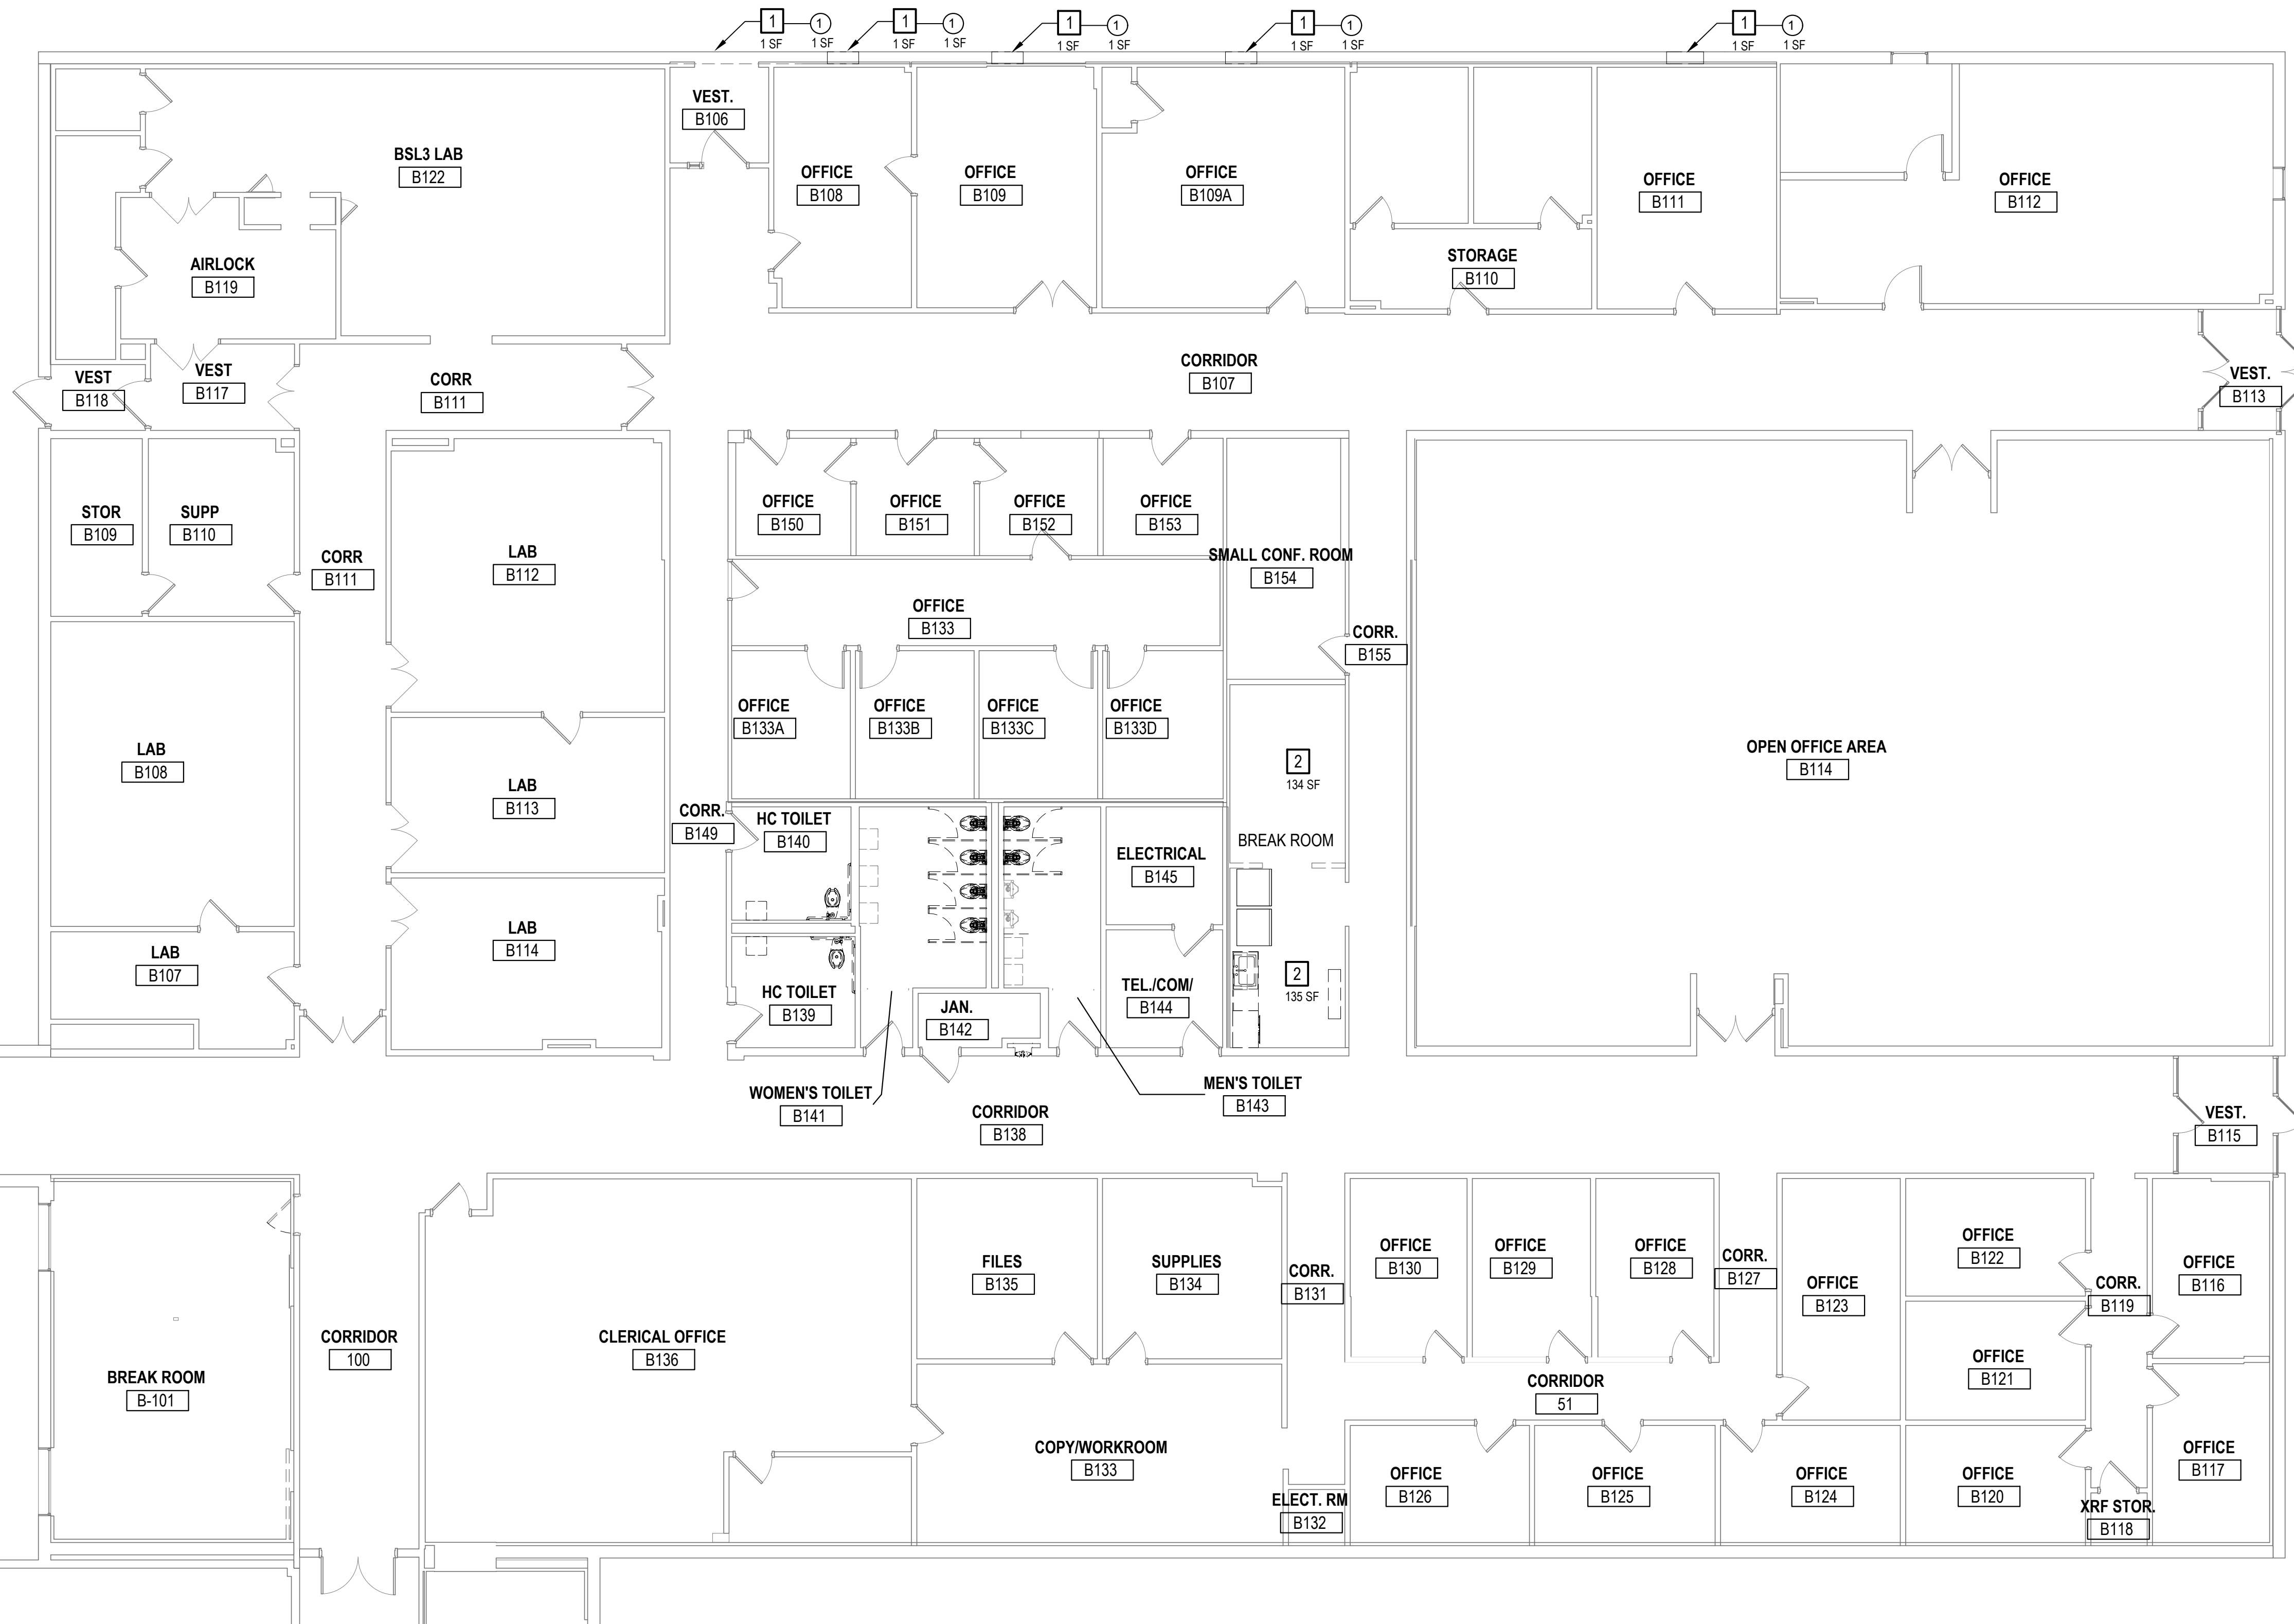 1 1
1 SF 1 SF
1 1
1 SF 1 SF
1 1
1 SF 1 SF
1 1
1 SF 1 SF
1 1
1 SF 1 SF
VEST.
B106
BSL3 LAB
B122
OFFICE
B108
OFFICE
B109
OFFICE
B109A
OFFICE
B111
OFFICE
B112
AIRLOCK
B119
STORAGE
B110
VEST
B118
VEST
B117
CORR
B111
CORRIDOR
B107
VEST.
B113
STOR
B109
SUPP
B110
CORR
B111
LAB
B112
OFFICE
B150
OFFICE
B151
OFFICE
B152
OFFICE
B153
SMALL CONF. ROOM
B154
OFFICE
B133
CORR.
B155
OFFICE
B133A
OFFICE
B133B
OFFICE
B133C
OFFICE
B133D
LAB
B108
LAB
B113
2
134 SF
OPEN OFFICE AREA
B114
CORR.
B149
HC TOILET
B140
ELECTRICAL
B145
BREAK ROOM
LAB
B107
LAB
B114
HC TOILET
B139
JAN.
B142
TEL./COM/
B144
2
135 SF
WOMEN'S TOILET
B141
CORRIDOR
B138
MEN'S TOILET
B143
VEST.
B115
BREAK ROOM
B-101
CORRIDOR
100
CLERICAL OFFICE
B136
FILES
B135
SUPPLIES
B134
CORR.
B131
OFFICE
B130
OFFICE
B129
OFFICE
B128
CORR.
B127
OFFICE
B123
OFFICE
B122
CORR.
B119
OFFICE
B116
OFFICE
B121
CORRIDOR
51
COPY/WORKROOM
B133
ELECT. RM
B132
OFFICE
B126
OFFICE
B125
OFFICE
B124
OFFICE
B120
XRF STOR.
B118
OFFICE
B117